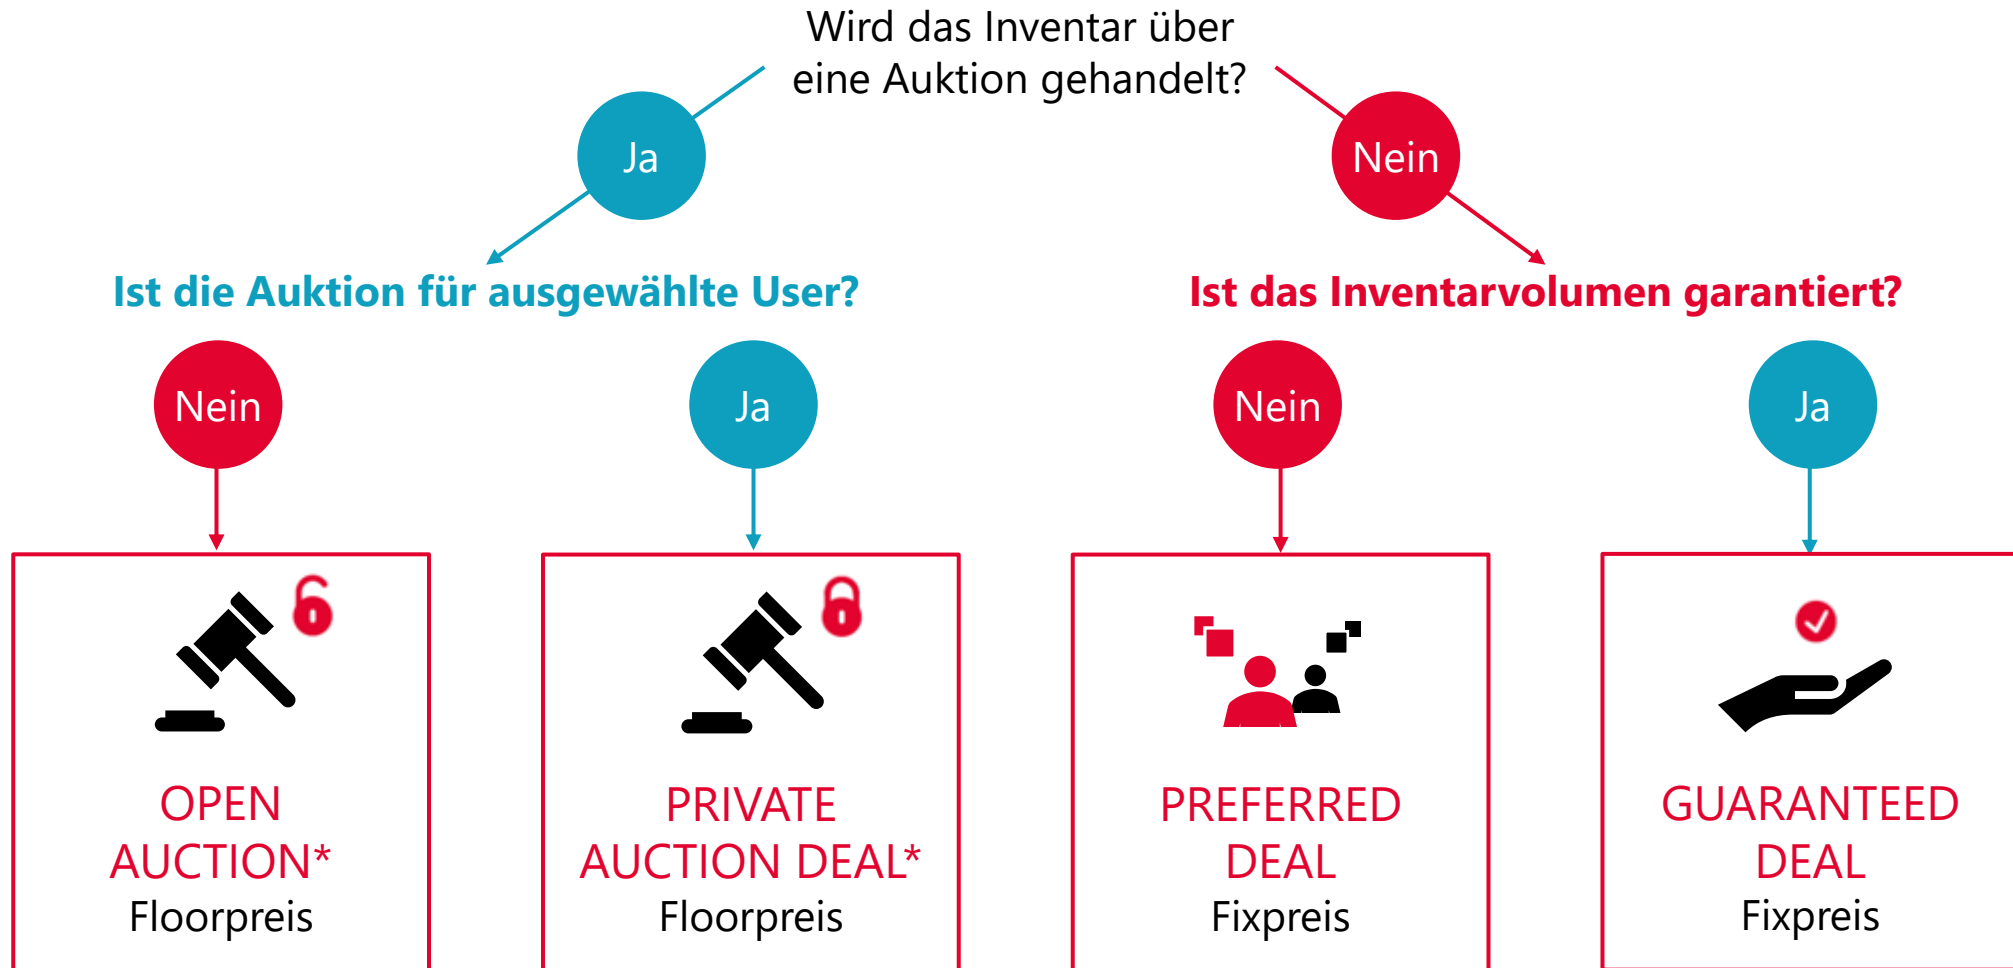 Wird das Inventar über
eine Auktion gehandelt?
Ja
Nein
Ist die Auktion für ausgewählte User?
Ist das Inventarvolumen garantiert?
Nein
Ja
Nein
Ja
OPEN
AUCTION*
Floorpreis
PRIVATE
AUCTION DEAL*
Floorpreis
PREFERRED
DEAL
Fixpreis
GUARANTEED
DEAL
Fixpreis